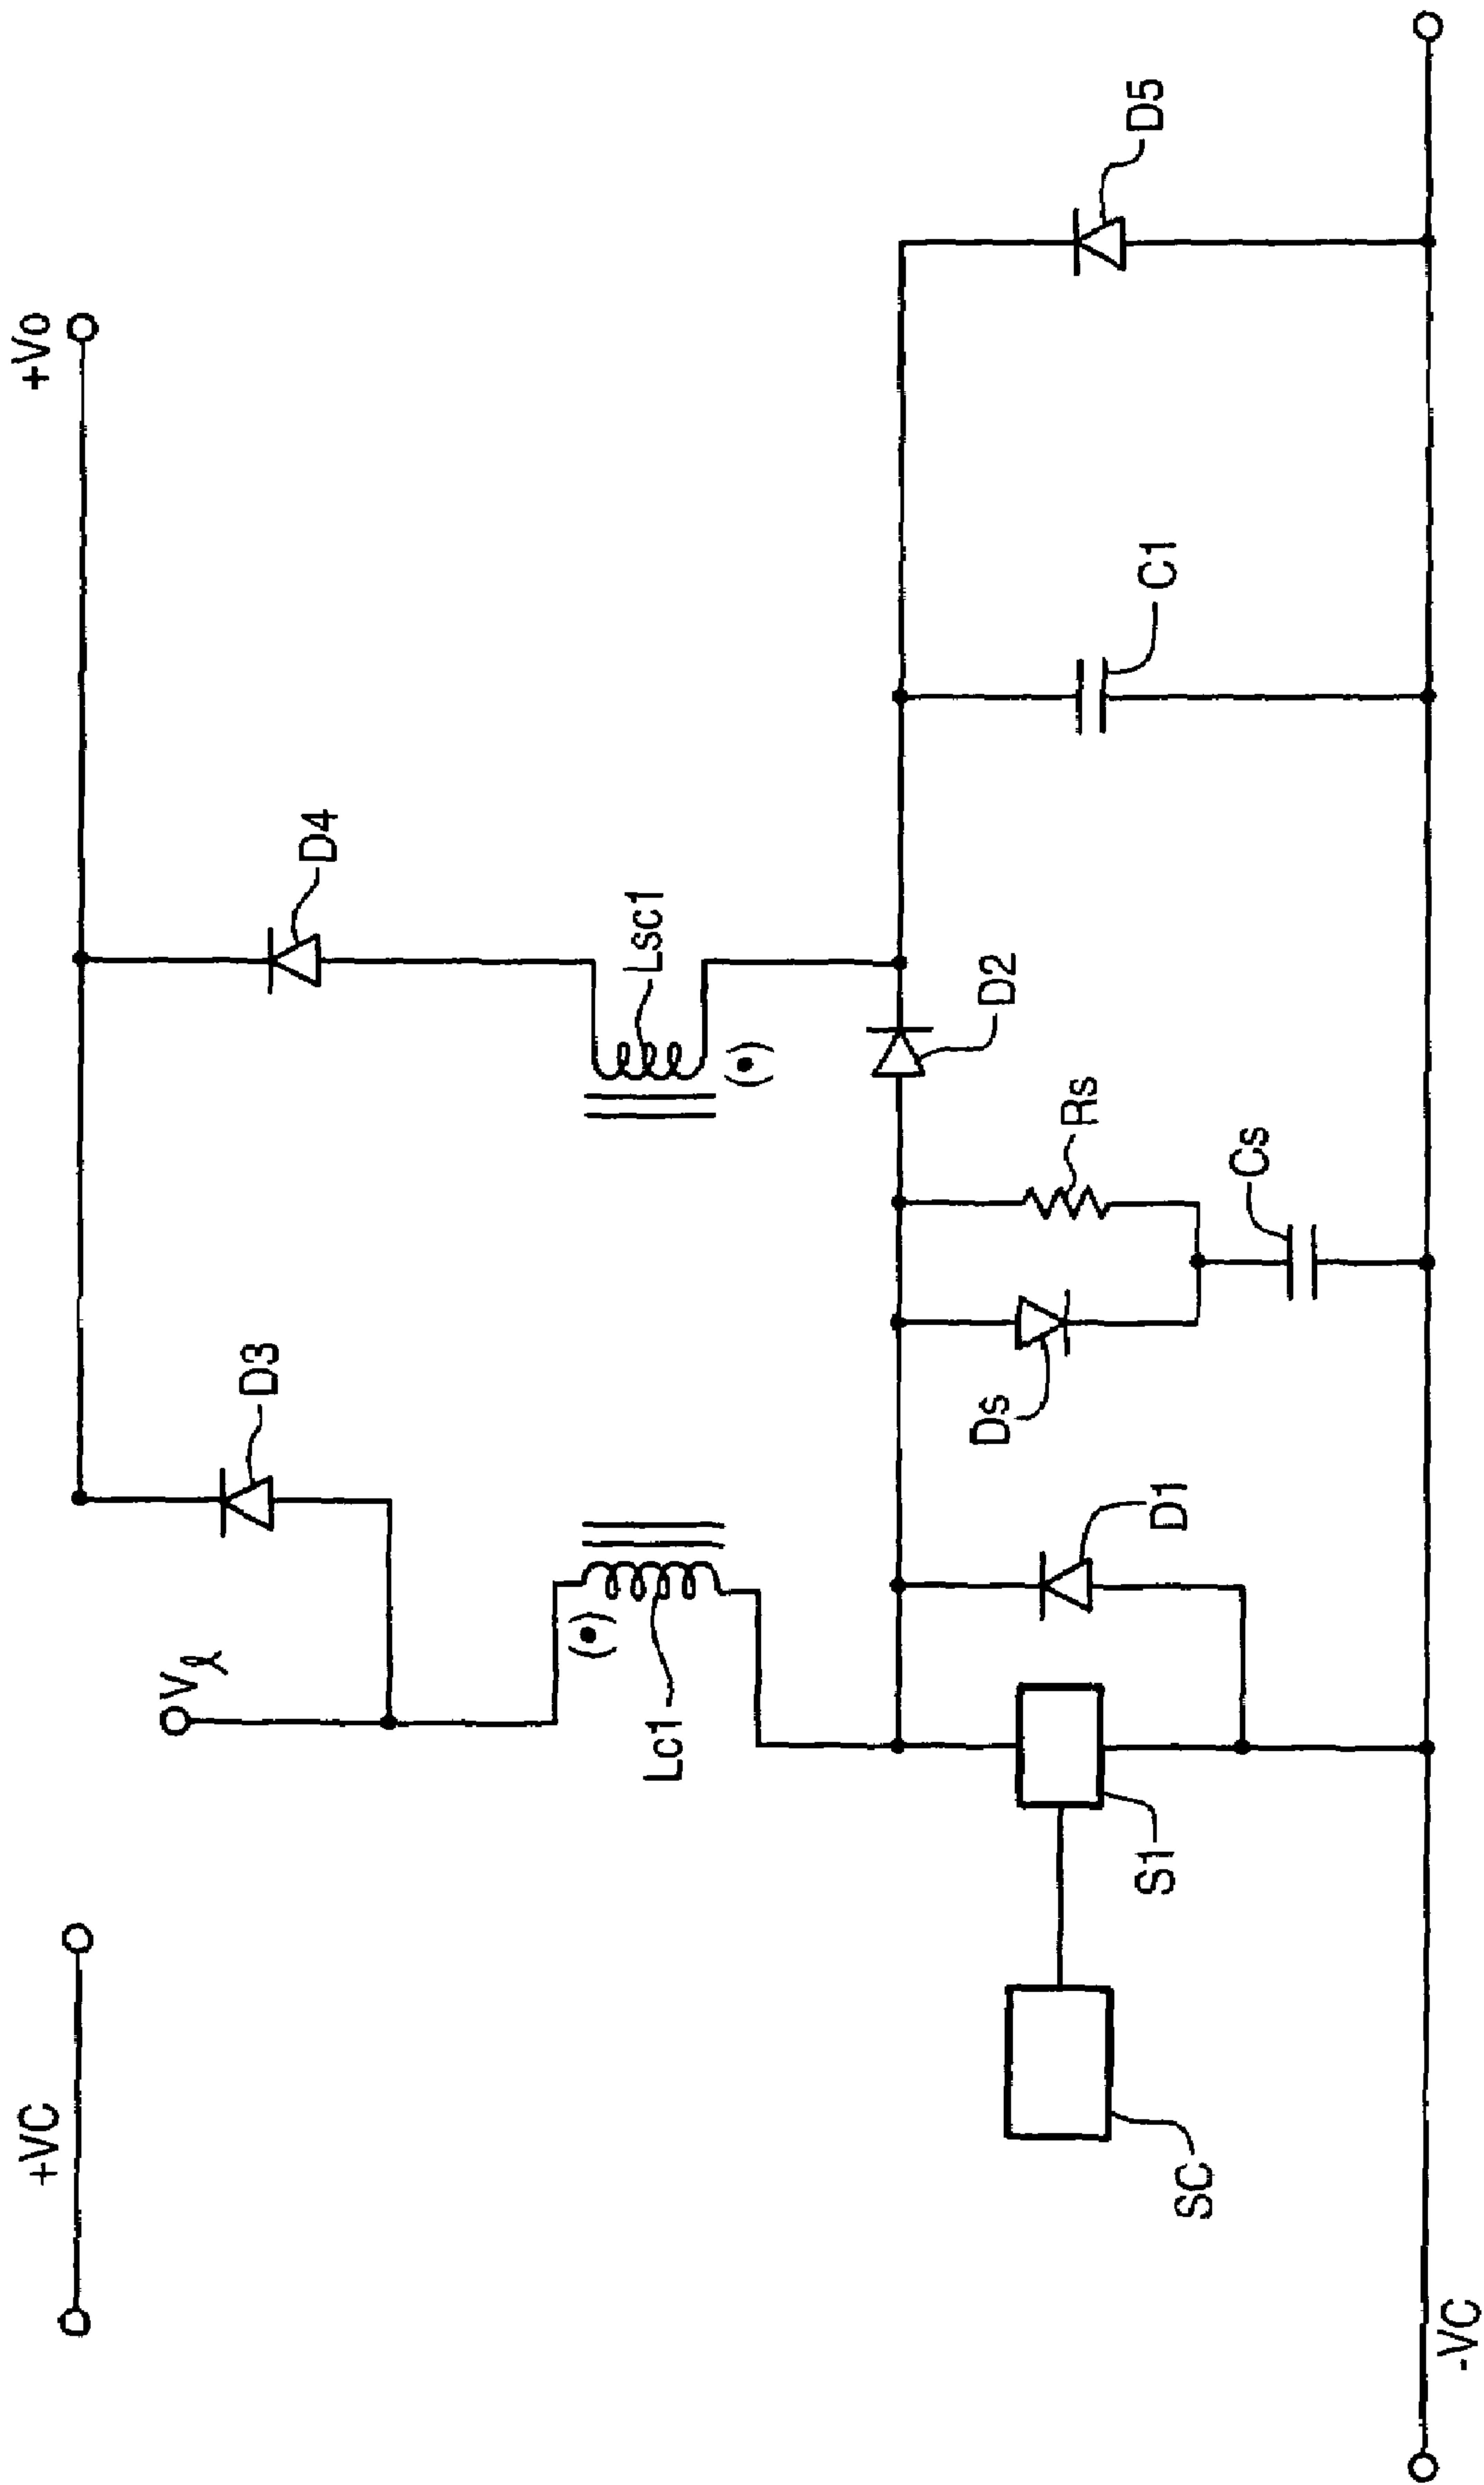 +VC
Vℓ
+Vo
D3
D4
Lc1
Lsc1
D2
D5
C1
Rs
Ds
Cs
D1
S1
SC
-VC
(•)
(•)